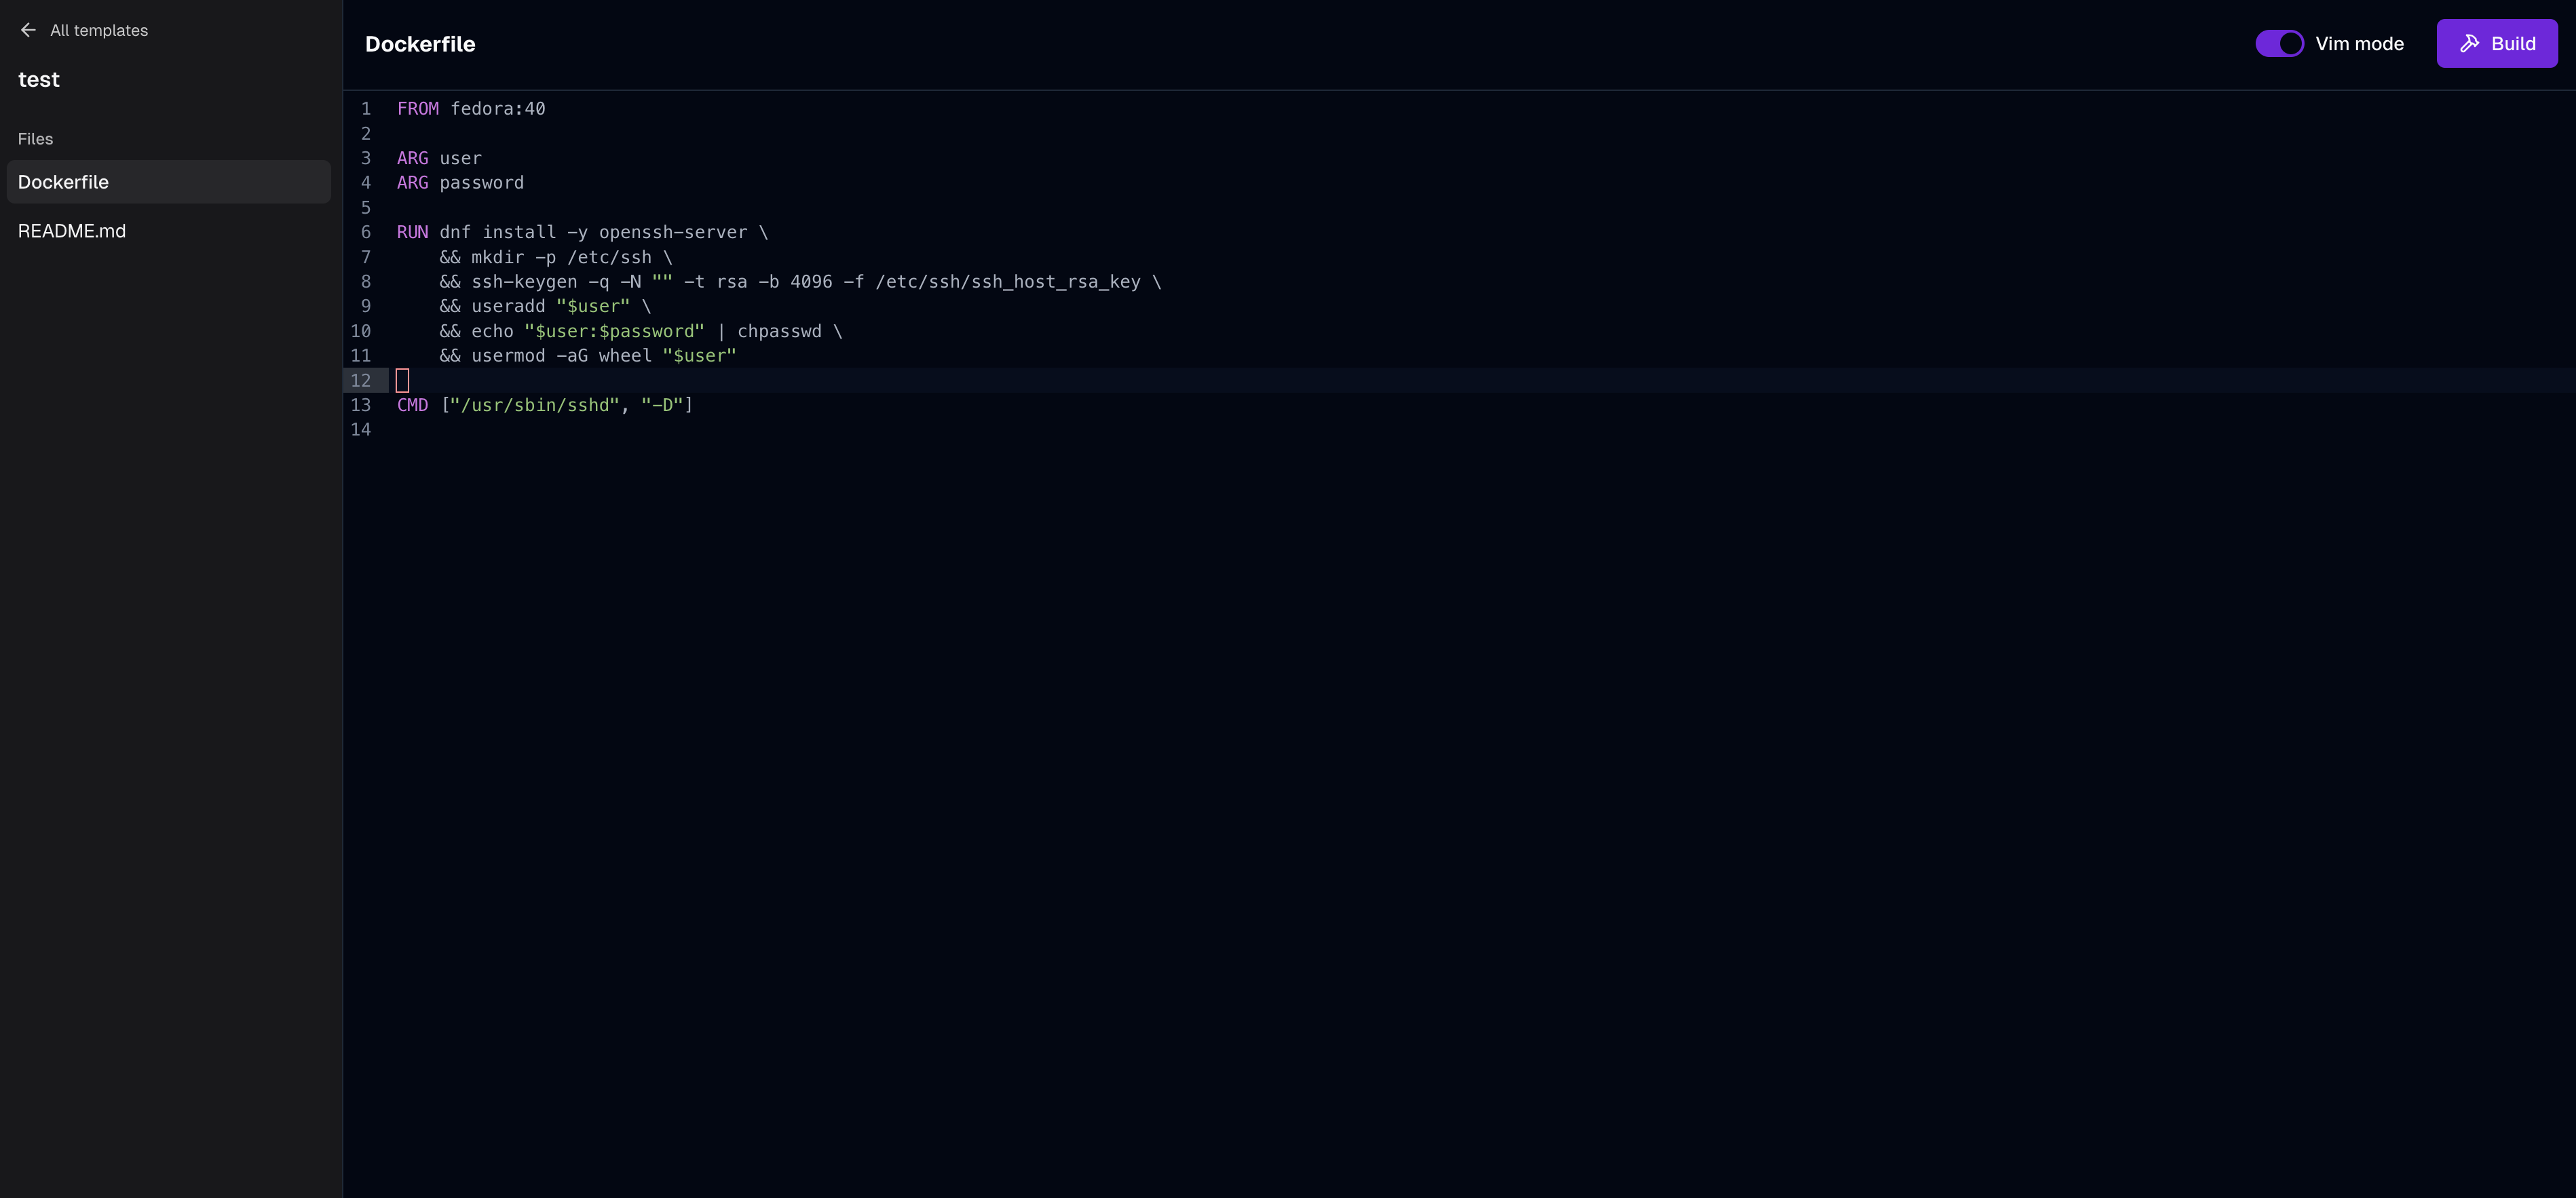 All templates
test
Files
Dockerfile
README.md
Dockerfile
Vim mode
Build
1 FROM fedora:40
2
3 ARG user
4 ARG password
5
6 RUN dnf install -y openssh-server \
7     && mkdir -p /etc/ssh \
8     && ssh-keygen -q -N "" -t rsa -b 4096 -f /etc/ssh/ssh_host_rsa_key \
9     && useradd "$user" \
10     && echo "$user:$password" | chpasswd \
11     && usermod -aG wheel "$user"
12
13 CMD ["/usr/sbin/sshd", "-D"]
14